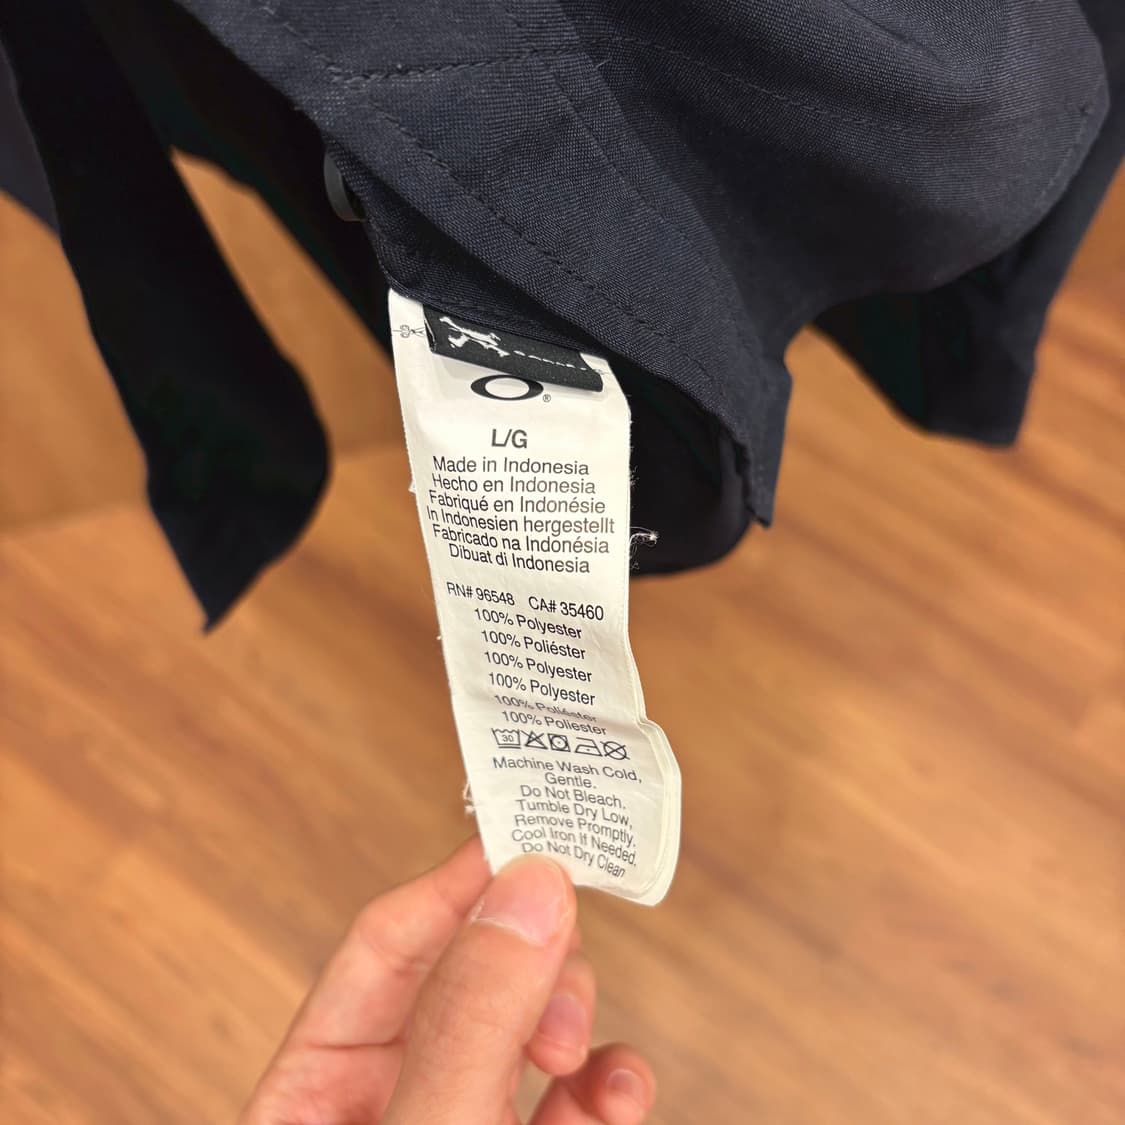 ®
L/G
Made in Indonesia
Hecho en Indonesia
Fabriqué en Indonésie
In Indonesien hergestellt
Fabricado na Indonésia
Dibuat di Indonesia
RN# 96548 CA# 35460
100% Polyester
100% Poliéster
100% Polyester
100% Polyester
100% Poliéster
100% Poliester
30
Machine Wash Cold,
Gentle.
Do Not Bleach.
Tumble Dry Low,
Remove Promptly.
Cool Iron If Needed.
Do Not Dry Clean